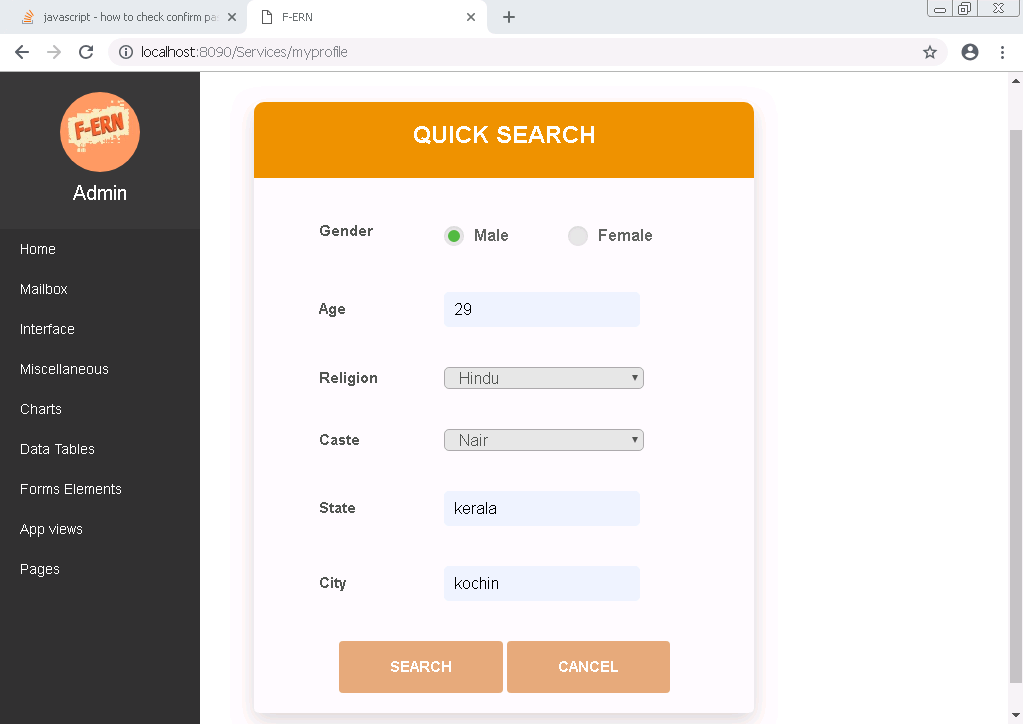 javascript - how to check confirm pa
F-ERN
localhost:8090/Services/myprofile
F-ERN
Admin
Home
Mailbox
Interface
Miscellaneous
Charts
Data Tables
Forms Elements
App views
Pages
QUICK SEARCH
Gender Male Female
Age 29
Religion Hindu
Caste Nair
State kerala
City kochin
SEARCH CANCEL